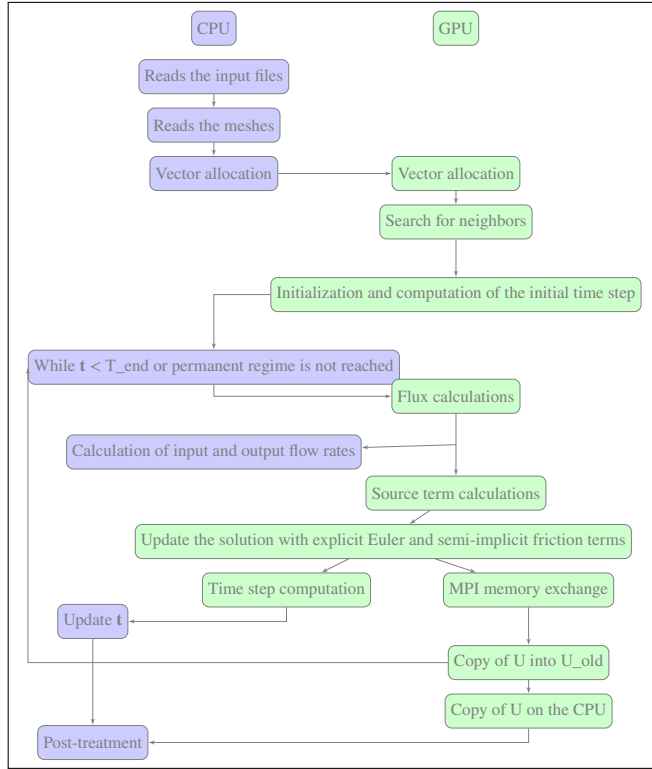 CPU
GPU
Reads the input files
Reads the meshes
Vector allocation
Vector allocation
Search for neighbors
Initialization and computation of the initial time step
While t < T_end or permanent regime is not reached
Flux calculations
Calculation of input and output flow rates
Source term calculations
Update the solution with explicit Euler and semi-implicit friction terms
Time step computation
MPI memory exchange
Update t
Copy of U into U_old
Copy of U on the CPU
Post-treatment